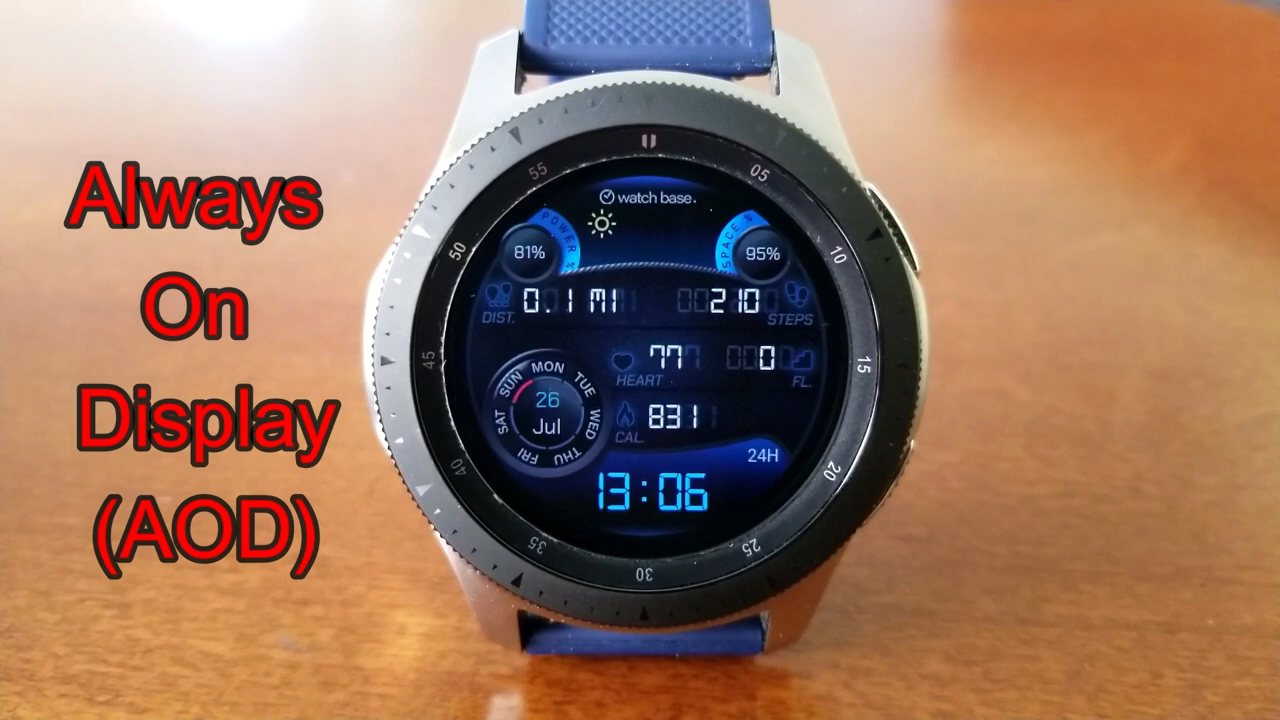 Always
On
Display
(AOD)
55
05
50
10
45
15
40
20
35
25
30
watch base.
POWER %
SPACE %
81%
95%
0.1 MI
210
DIST.
STEPS
77
0
HEART
FL.
831
CAL.
SUN MON TUE WED THU FRI SAT
26
Jul
24H
13:06